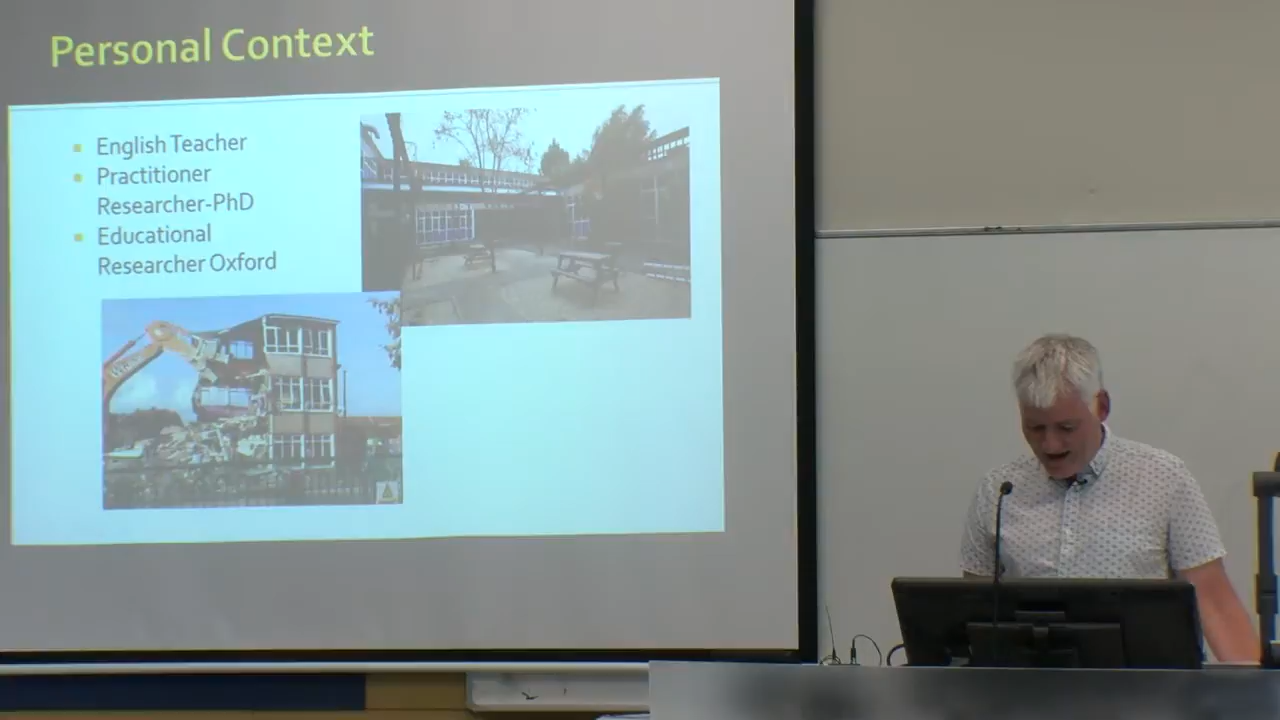 Personal Context
English Teacher
Practitioner
Researcher-PhD
Educational
Researcher Oxford